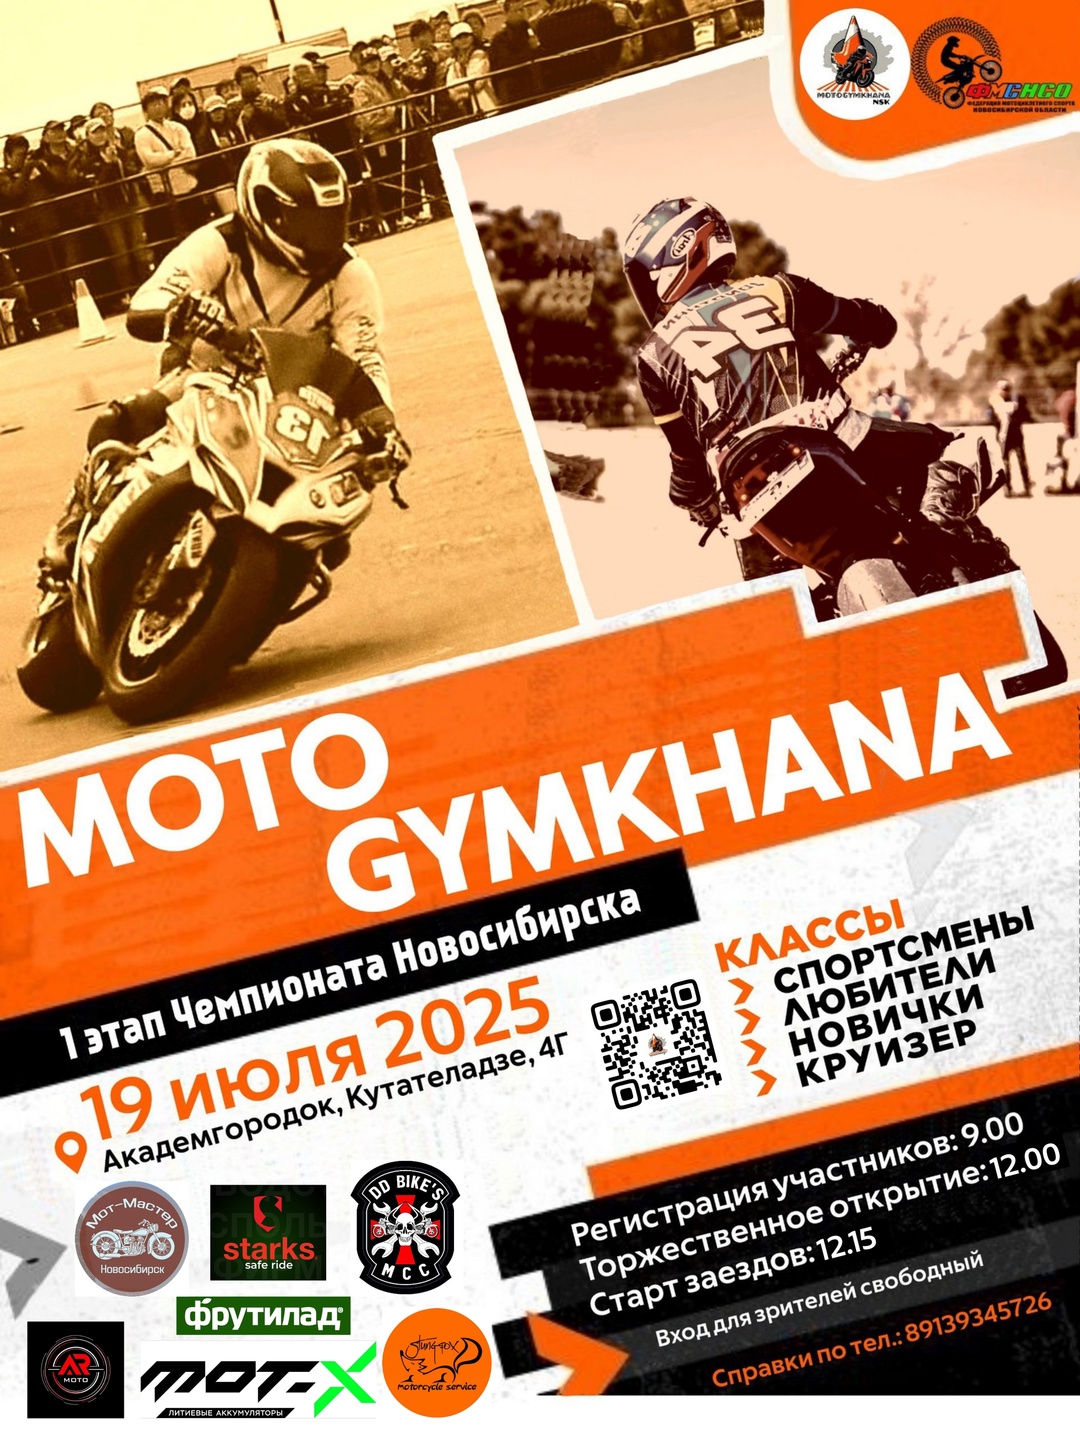 MOTOGYMKHANA
NSK
ФМСНСО
ФЕДЕРАЦИЯ МОТОЦИКЛЕТНОГО СПОРТА
НОВОСИБИРСКОЙ ОБЛАСТИ
Arai
13
MOTO
GYMKHANA
1 этап Чемпионата Новосибирска
19 июля 2025
Академгородок, Кутателадзе, 4Г
КЛАССЫ
СПОРТСМЕНЫ
ЛЮБИТЕЛИ
НОВИЧКИ
КРУИЗЕР
Регистрация участников: 9.00
Торжественное открытие: 12.00
Старт заездов: 12.15
Вход для зрителей свободный
Справки по тел.: 89139345726
Мот-Мастер
Новосибирск
starks
safe ride
DD BIKE'S
MCC
фрутилад
AR
MOTO
MOT-X
ЛИТИЕВЫЕ АККУМУЛЯТОРЫ
motorcycle service